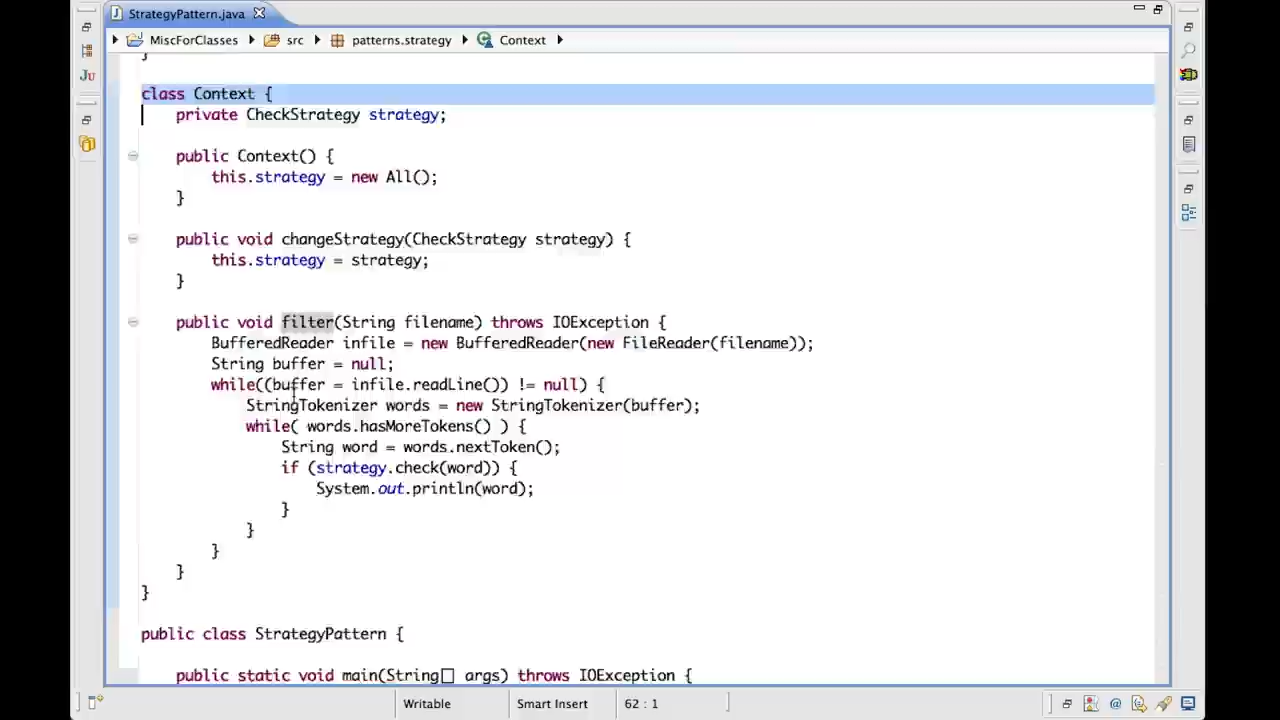 StrategyPattern.java
MiscForClasses src patterns.strategy Context
}
class Context {
private CheckStrategy strategy;
public Context() {
this.strategy = new All();
}
public void changeStrategy(CheckStrategy strategy) {
this.strategy = strategy;
}
public void filter(String filename) throws IOException {
BufferedReader infile = new BufferedReader(new FileReader(filename));
String buffer = null;
while((buffer = infile.readLine()) != null) {
StringTokenizer words = new StringTokenizer(buffer);
while( words.hasMoreTokens() ) {
String word = words.nextToken();
if (strategy.check(word)) {
System.out.println(word);
}
}
}
}
}
public class StrategyPattern {
public static void main(String[] args) throws IOException {
Writable Smart Insert 62 : 1
Ju
@